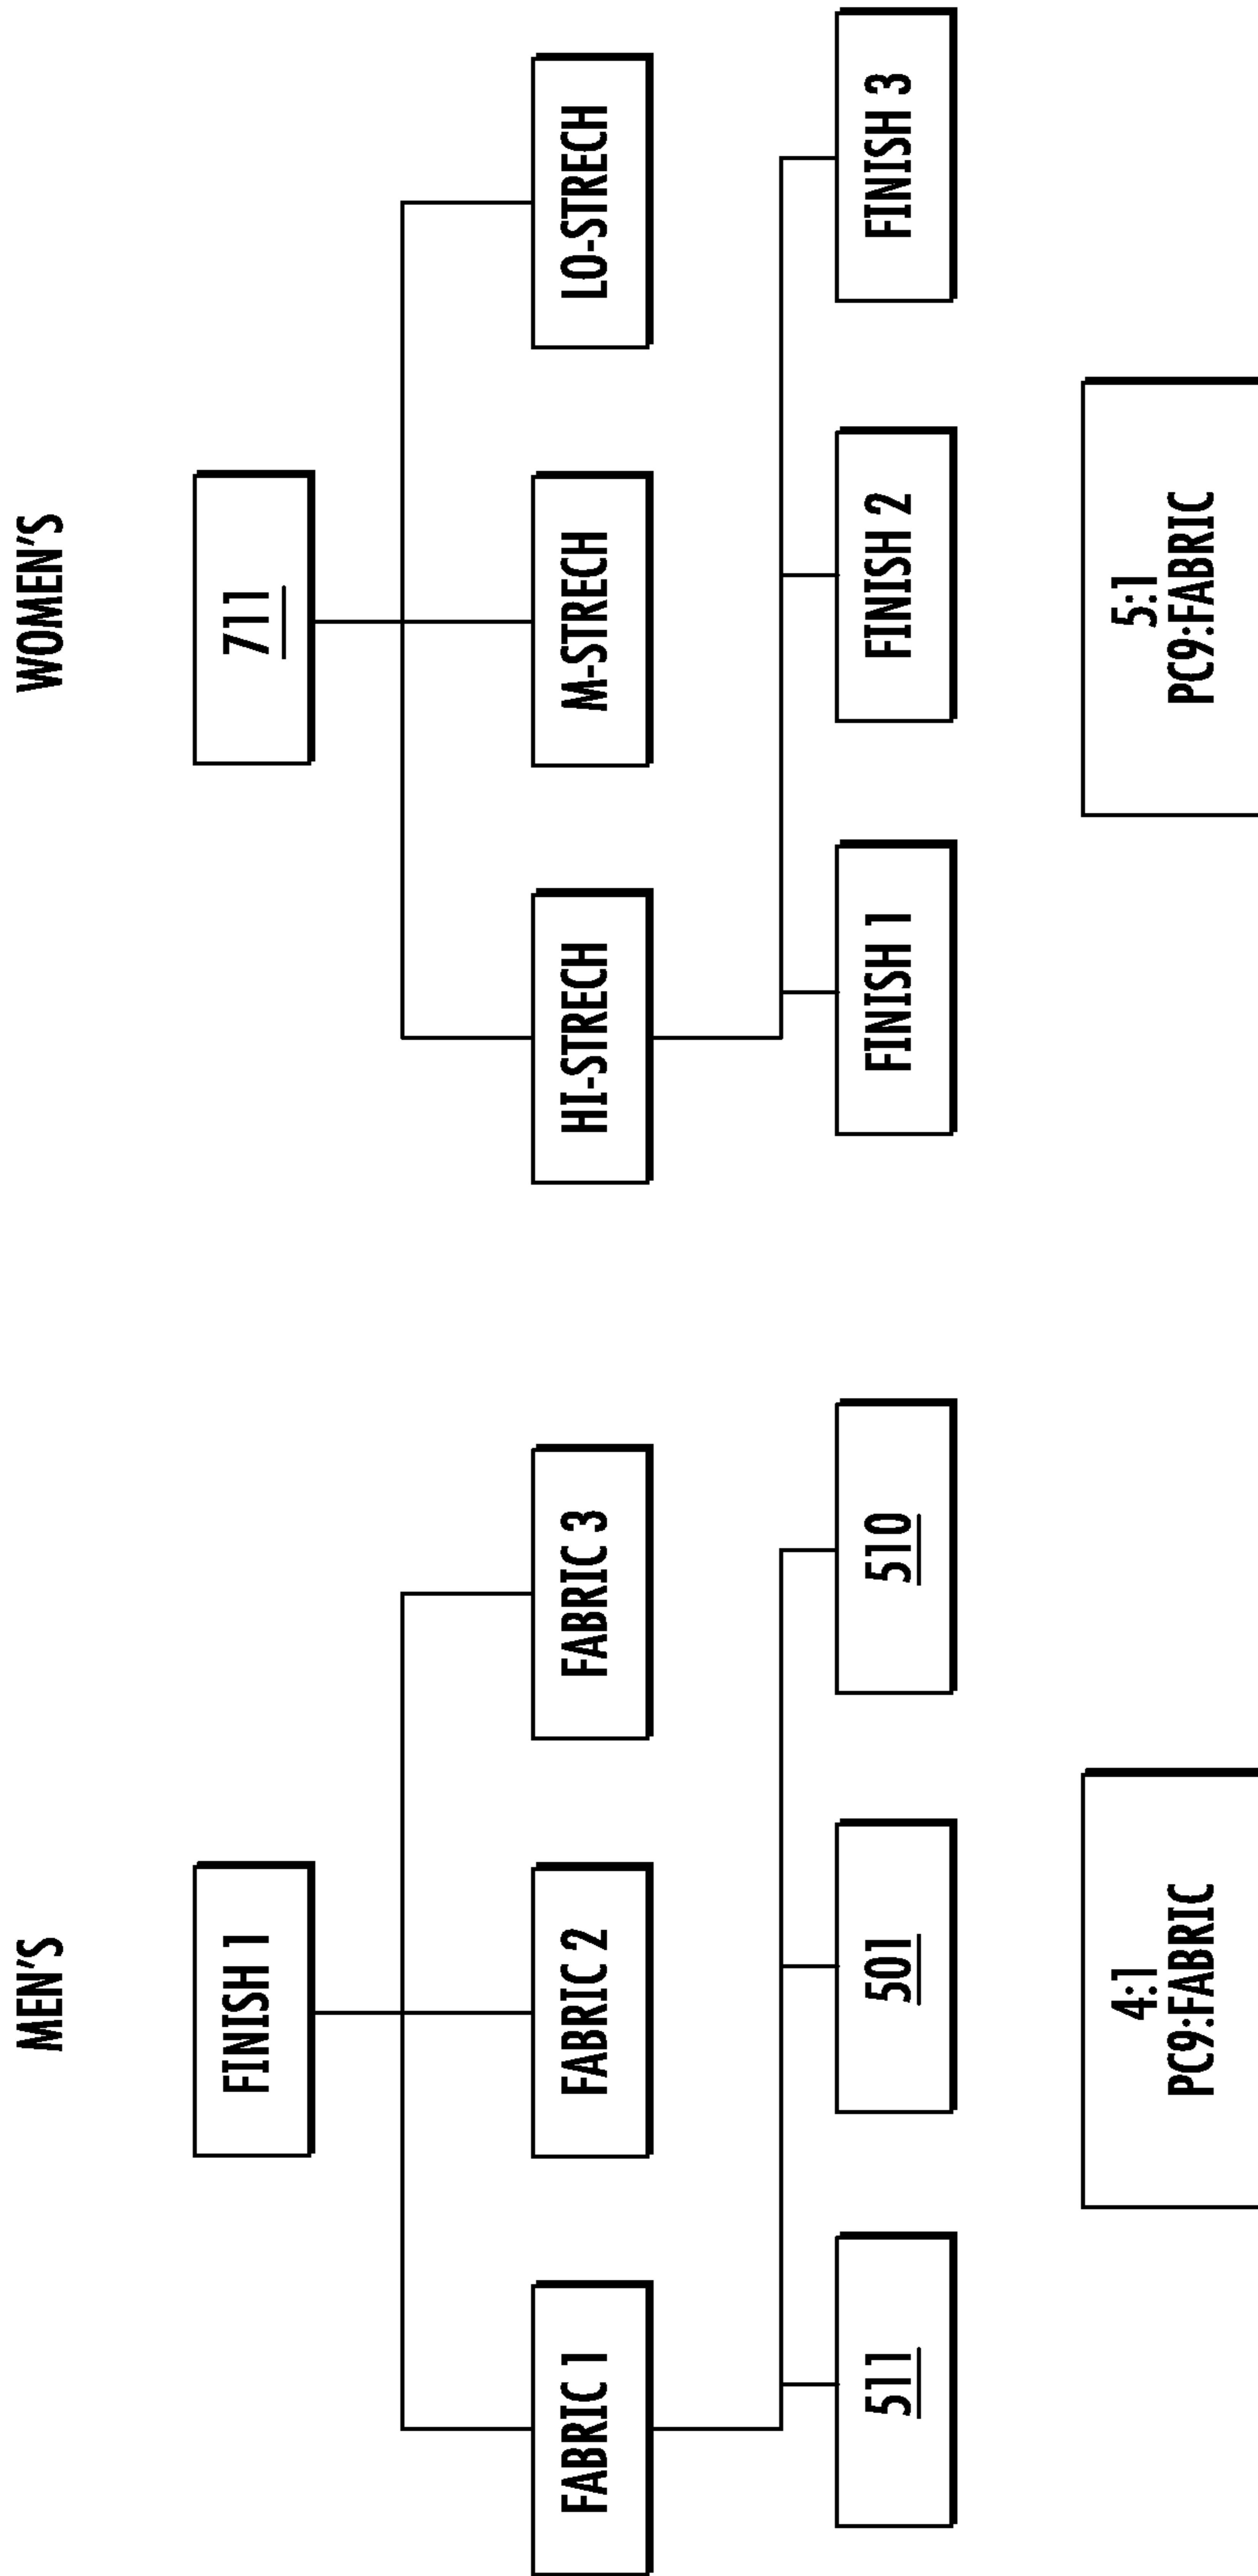 MEN'S
FINISH 1
FABRIC 1
FABRIC 2
FABRIC 3
511
501
510
4:1
PC9:FABRIC
WOMEN'S
711
HI-STRECH
M-STRECH
LO-STRECH
FINISH 1
FINISH 2
FINISH 3
5:1
PC9:FABRIC